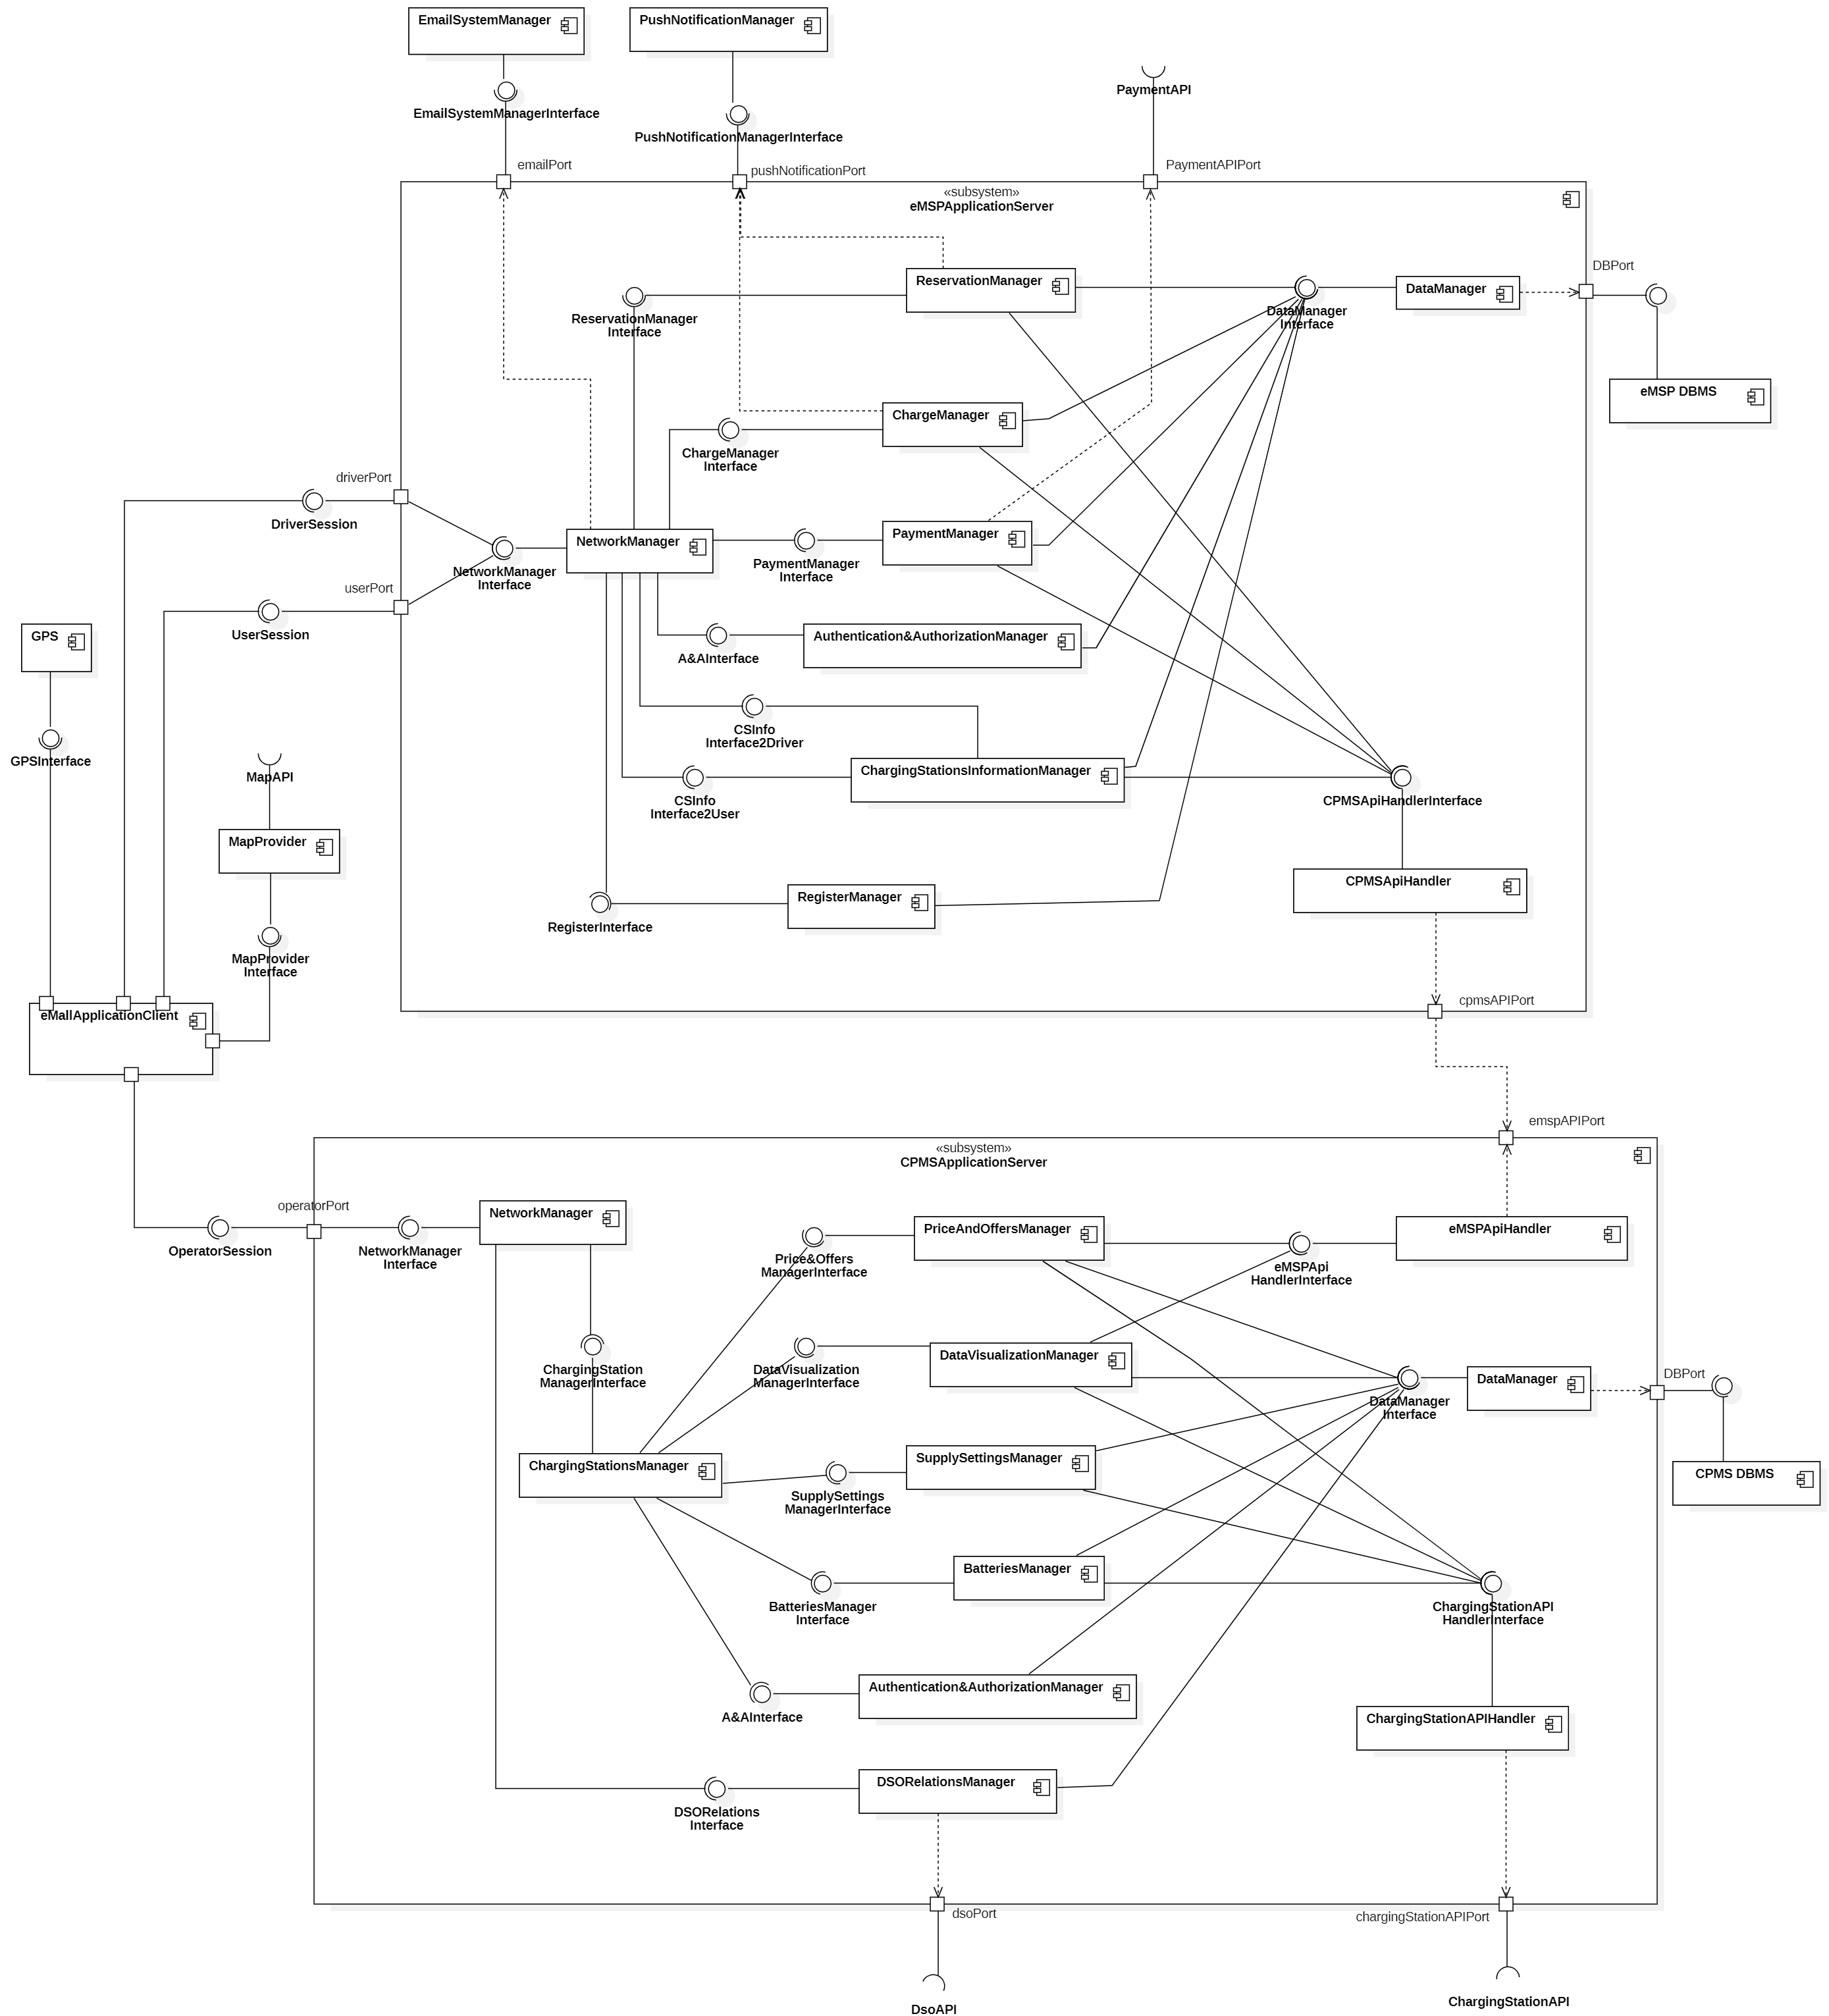 EmailSystemManager
PushNotificationManager
PaymentAPI
EmailSystemManagerInterface
PushNotificationManagerInterface
emailPort
pushNotificationPort
PaymentAPIPort
«subsystem»
eMSPApplicationServer
DBPort
ReservationManager
DataManager
ReservationManager
Interface
DataManager
Interface
eMSP DBMS
ChargeManager
ChargeManager
Interface
driverPort
DriverSession
NetworkManager
PaymentManager
NetworkManager
Interface
PaymentManager
Interface
userPort
UserSession
GPS
Authentication&AuthorizationManager
A&AInterface
CSInfo
Interface2Driver
GPSInterface
MapAPI
ChargingStationsInformationManager
CSInfo
Interface2User
CPMSApiHandlerInterface
MapProvider
CPMSApiHandler
RegisterManager
RegisterInterface
MapProvider
Interface
cpmsAPIPort
eMallApplicationClient
emspAPIPort
«subsystem»
CPMSApplicationServer
operatorPort
NetworkManager
PriceAndOffersManager
eMSPApiHandler
OperatorSession
NetworkManager
Interface
Price&Offers
ManagerInterface
eMSPApi
HandlerInterface
ChargingStation
ManagerInterface
DataVisualization
ManagerInterface
DataVisualizationManager
DataManager
DBPort
DataManager
Interface
ChargingStationsManager
SupplySettingsManager
CPMS DBMS
SupplySettings
ManagerInterface
BatteriesManager
BatteriesManager
Interface
ChargingStationAPI
HandlerInterface
Authentication&AuthorizationManager
A&AInterface
ChargingStationAPIHandler
DSORelationsManager
DSORelations
Interface
dsoPort
chargingStationAPIPort
DsoAPI
ChargingStationAPI